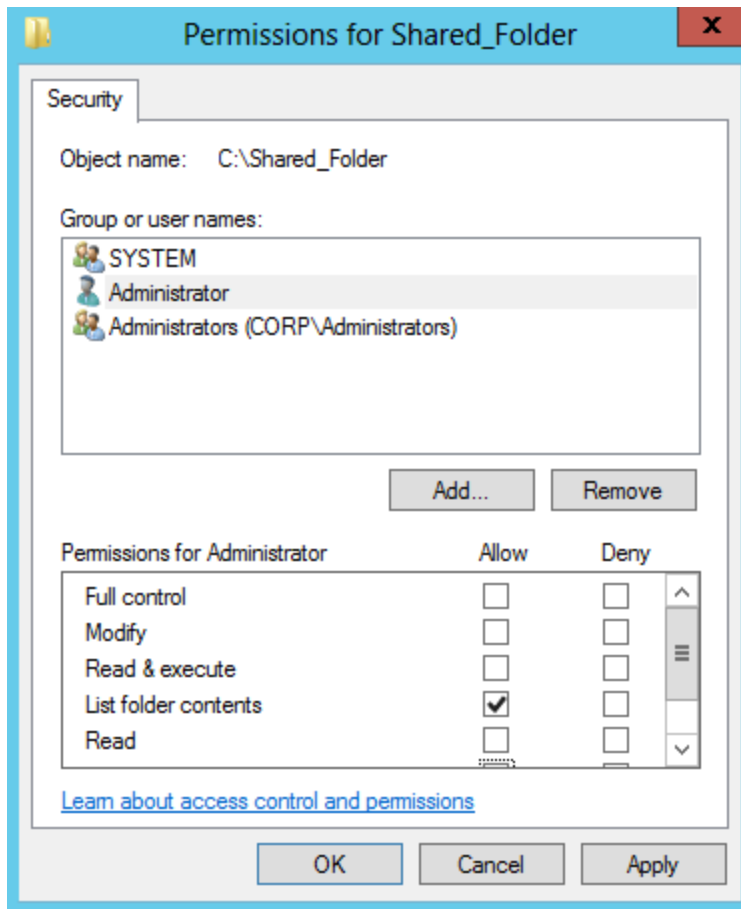 Permissions for Shared_Folder
x
Security
Object name: C:\Shared_Folder
Group or user names:
SYSTEM
Administrator
Administrators (CORP\Administrators)
Add... Remove
Permissions for Administrator Allow Deny
Full control
Modify
Read & execute
List folder contents
Read
Learn about access control and permissions
OK Cancel Apply